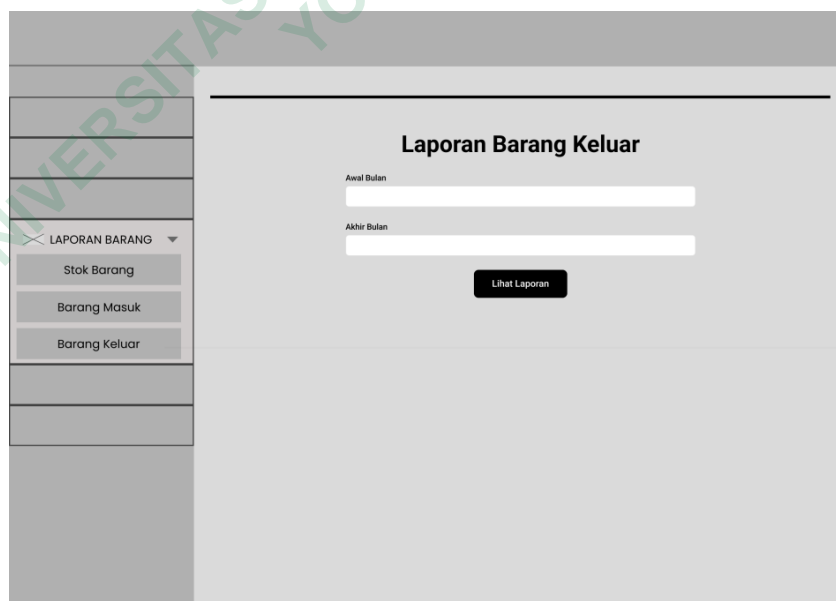 Laporan Barang Keluar
Awal Bulan
Akhir Bulan
Lihat Laporan
LAPORAN BARANG
Stok Barang
Barang Masuk
Barang Keluar